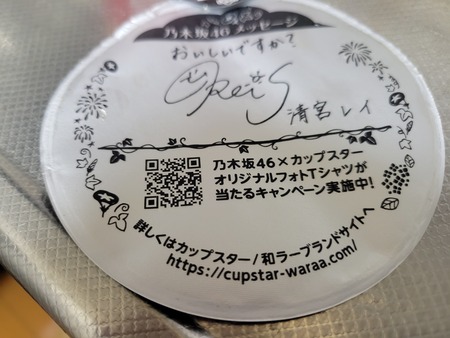 乃木坂46メッセージ
おいしいですか?
Rei S
清宮レイ
乃木坂46×カップスター
オリジナルフォトTシャツが
当たるキャンペーン実施中!
詳しくはカップスター/和ラーブランドサイトへ
https://cupstar-waraa.com/